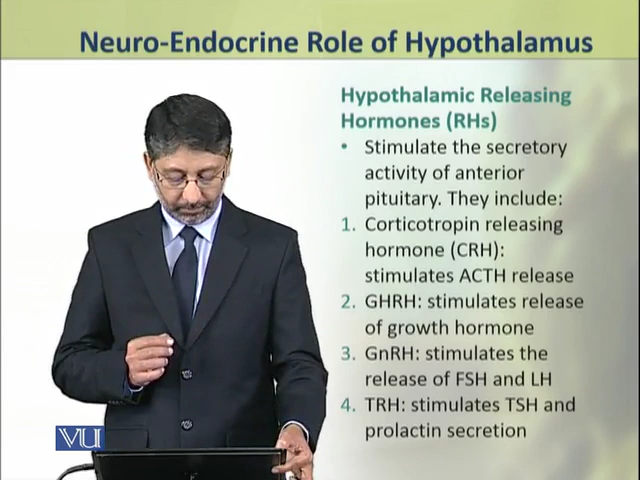 Neuro-Endocrine Role of Hypothalamus
Hypothalamic Releasing
Hormones (RHs)
• Stimulate the secretory
activity of anterior
pituitary. They include:
1. Corticotropin releasing
hormone (CRH):
stimulates ACTH release
2. GHRH: stimulates release
of growth hormone
3. GnRH: stimulates the
release of FSH and LH
4. TRH: stimulates TSH and
prolactin secretion
VU